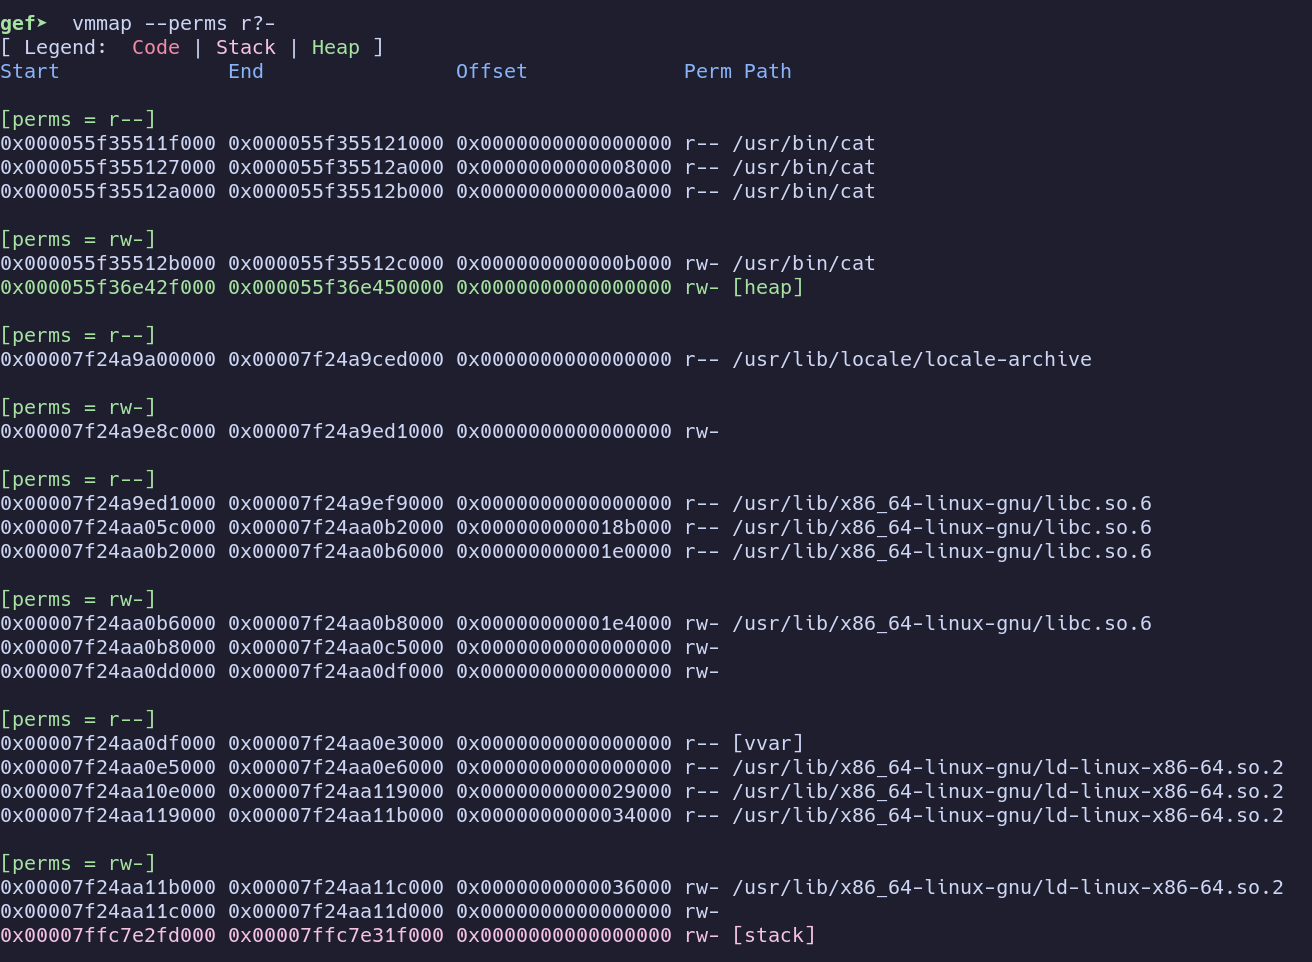 gef➤  vmmap --perms r?-
[ Legend:  Code | Stack | Heap ]
Start              End                Offset             Perm Path
[perms = r--]
0x000055f35511f000 0x000055f355121000 0x0000000000000000 r-- /usr/bin/cat
0x000055f355127000 0x000055f35512a000 0x0000000000008000 r-- /usr/bin/cat
0x000055f35512a000 0x000055f35512b000 0x000000000000a000 r-- /usr/bin/cat
[perms = rw-]
0x000055f35512b000 0x000055f35512c000 0x000000000000b000 rw- /usr/bin/cat
0x000055f36e42f000 0x000055f36e450000 0x0000000000000000 rw- [heap]
[perms = r--]
0x00007f24a9a00000 0x00007f24a9ced000 0x0000000000000000 r-- /usr/lib/locale/locale-archive
[perms = rw-]
0x00007f24a9e8c000 0x00007f24a9ed1000 0x0000000000000000 rw-
[perms = r--]
0x00007f24a9ed1000 0x00007f24a9ef9000 0x0000000000000000 r-- /usr/lib/x86_64-linux-gnu/libc.so.6
0x00007f24aa05c000 0x00007f24aa0b2000 0x000000000018b000 r-- /usr/lib/x86_64-linux-gnu/libc.so.6
0x00007f24aa0b2000 0x00007f24aa0b6000 0x00000000001e0000 r-- /usr/lib/x86_64-linux-gnu/libc.so.6
[perms = rw-]
0x00007f24aa0b6000 0x00007f24aa0b8000 0x00000000001e4000 rw- /usr/lib/x86_64-linux-gnu/libc.so.6
0x00007f24aa0b8000 0x00007f24aa0c5000 0x0000000000000000 rw-
0x00007f24aa0dd000 0x00007f24aa0df000 0x0000000000000000 rw-
[perms = r--]
0x00007f24aa0df000 0x00007f24aa0e3000 0x0000000000000000 r-- [vvar]
0x00007f24aa0e5000 0x00007f24aa0e6000 0x0000000000000000 r-- /usr/lib/x86_64-linux-gnu/ld-linux-x86-64.so.2
0x00007f24aa10e000 0x00007f24aa119000 0x0000000000029000 r-- /usr/lib/x86_64-linux-gnu/ld-linux-x86-64.so.2
0x00007f24aa119000 0x00007f24aa11b000 0x0000000000034000 r-- /usr/lib/x86_64-linux-gnu/ld-linux-x86-64.so.2
[perms = rw-]
0x00007f24aa11b000 0x00007f24aa11c000 0x0000000000036000 rw- /usr/lib/x86_64-linux-gnu/ld-linux-x86-64.so.2
0x00007f24aa11c000 0x00007f24aa11d000 0x0000000000000000 rw-
0x00007ffc7e2fd000 0x00007ffc7e31f000 0x0000000000000000 rw- [stack]